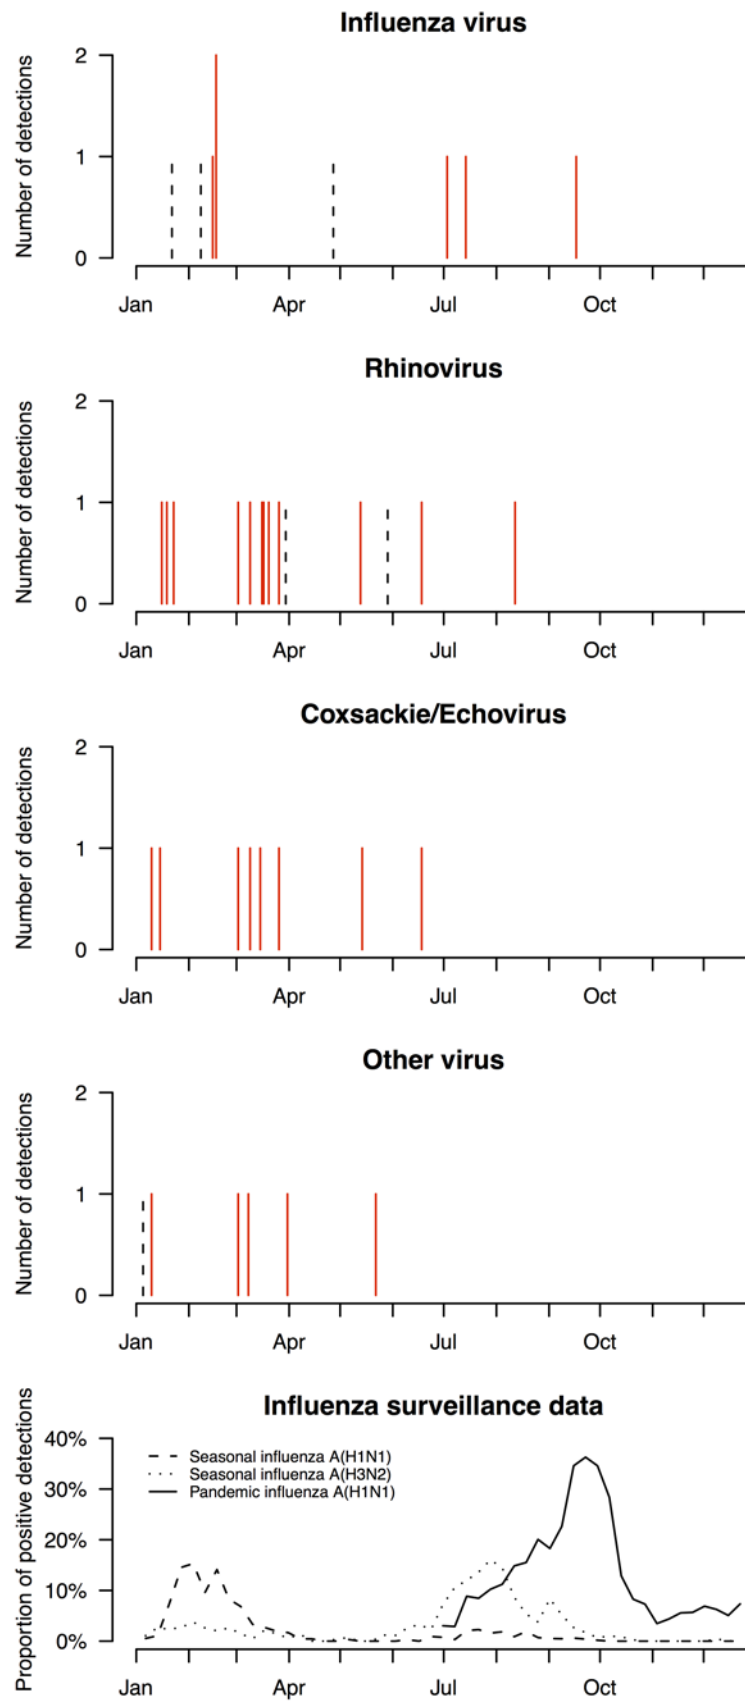 Influenza virus
Number of detections
2
1
0
Jan Apr Jul Oct
Rhinovirus
Number of detections
2
1
0
Jan Apr Jul Oct
Coxsackie/Echovirus
Number of detections
2
1
0
Jan Apr Jul Oct
Other virus
Number of detections
2
1
0
Jan Apr Jul Oct
Influenza surveillance data
Proportion of positive detections
40%
30%
20%
10%
0%
Seasonal influenza A(H1N1)
Seasonal influenza A(H3N2)
Pandemic influenza A(H1N1)
Jan Apr Jul Oct